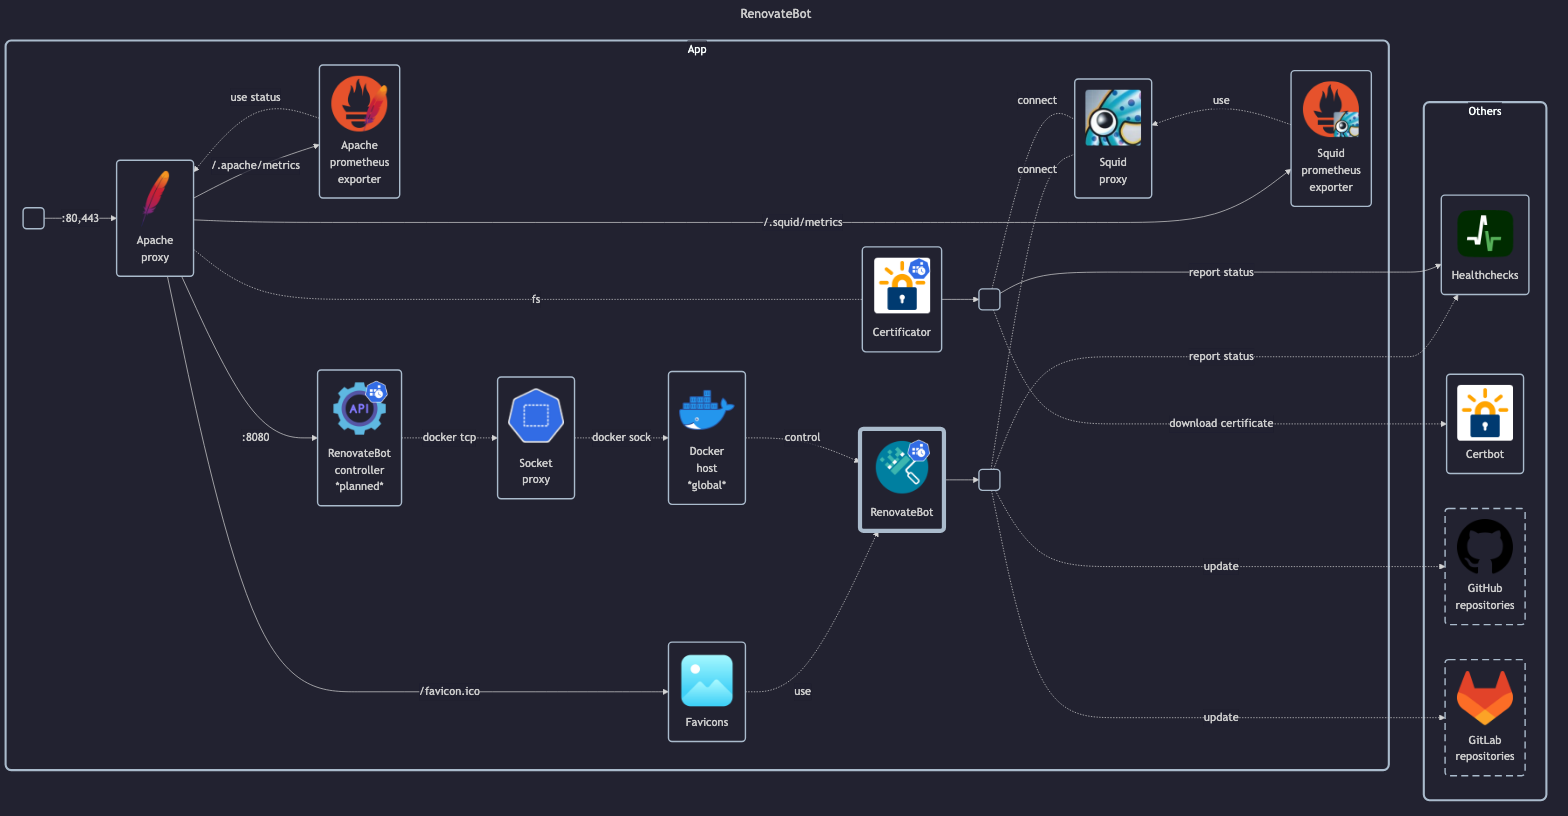 RenovateBot
App
Others
use status
Apache
prometheus
exporter
/.apache/metrics
:80,443
Apache
proxy
connect
connect
Squid
proxy
use
Squid
prometheus
exporter
/.squid/metrics
fs
Certificator
report status
Healthchecks
report status
download certificate
Certbot
:8080
API
RenovateBot
controller
*planned*
docker tcp
Socket
proxy
docker sock
Docker
host
*global*
control
RenovateBot
update
GitHub
repositories
/favicon.ico
Favicons
use
update
GitLab
repositories